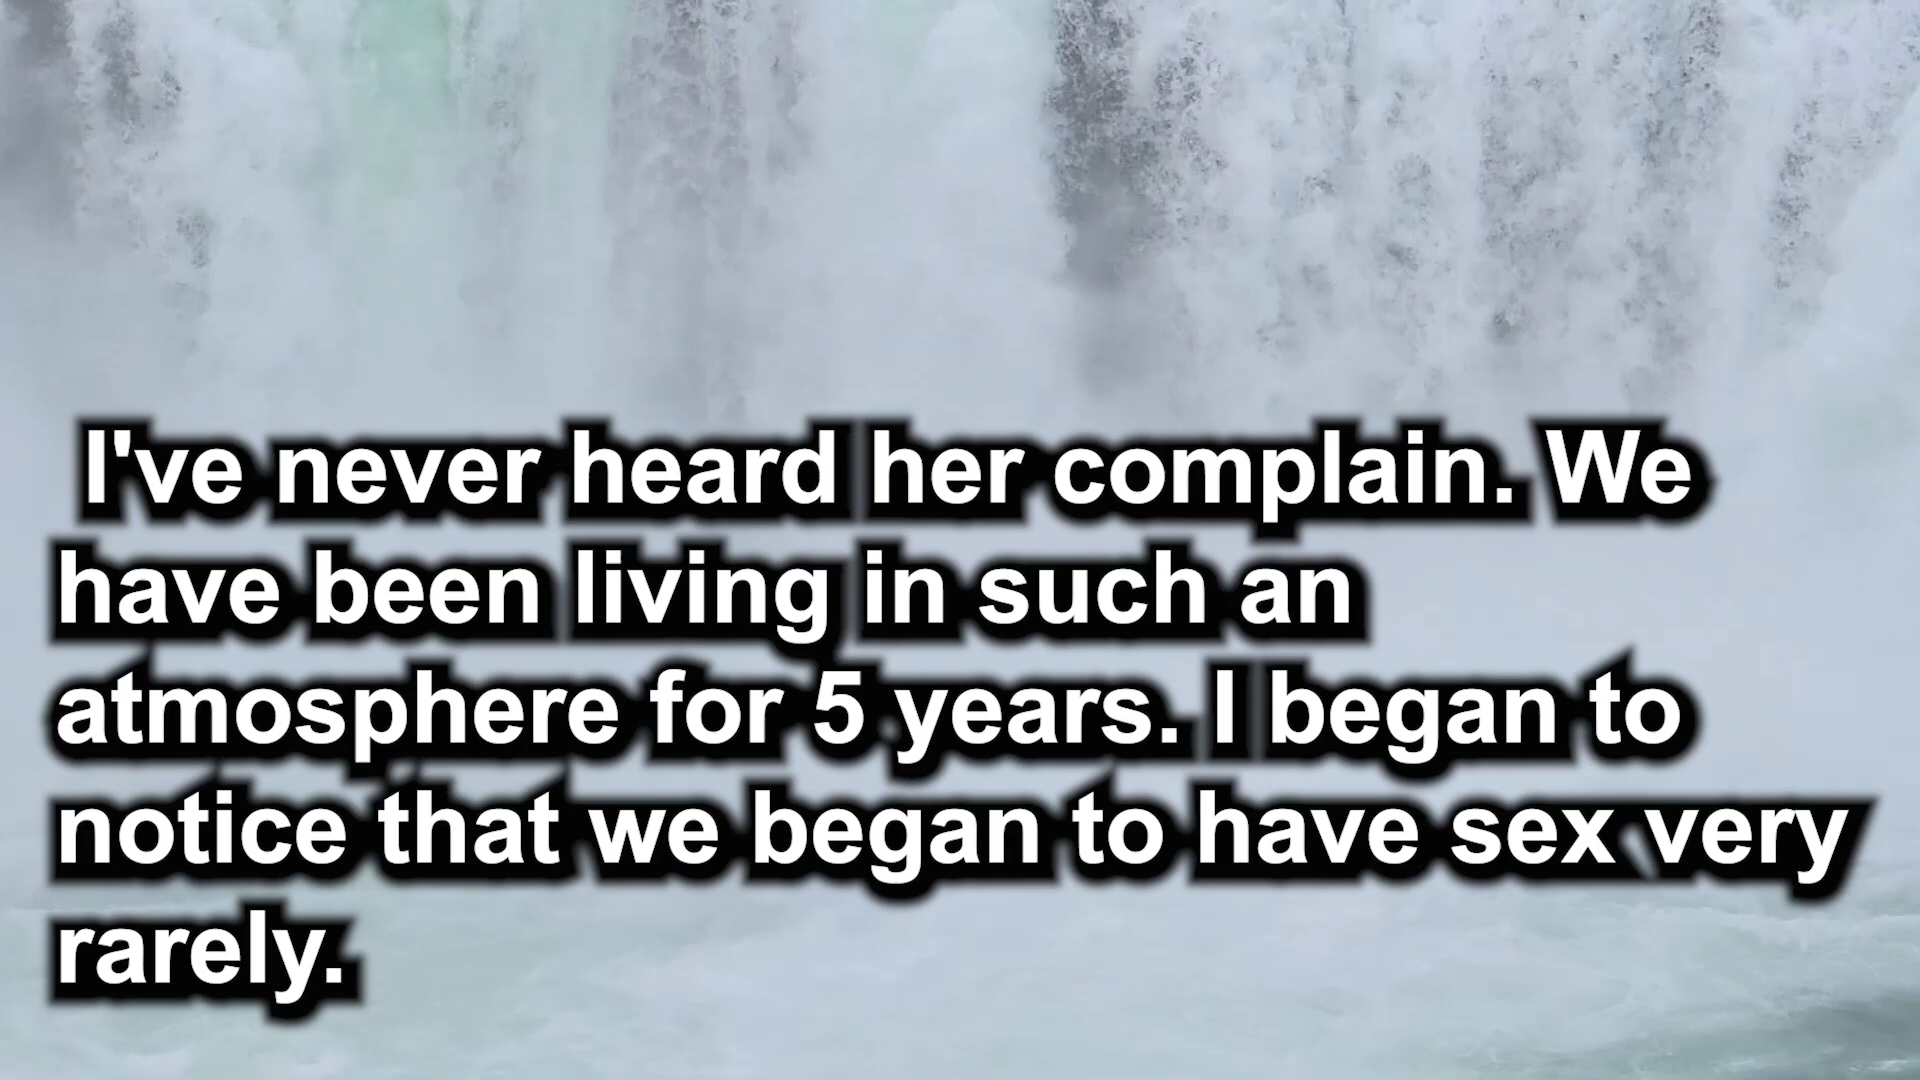 I've never heard her complain. We
have been living in such an
atmosphere for 5 years. I began to
notice that we began to have sex very
rarely.